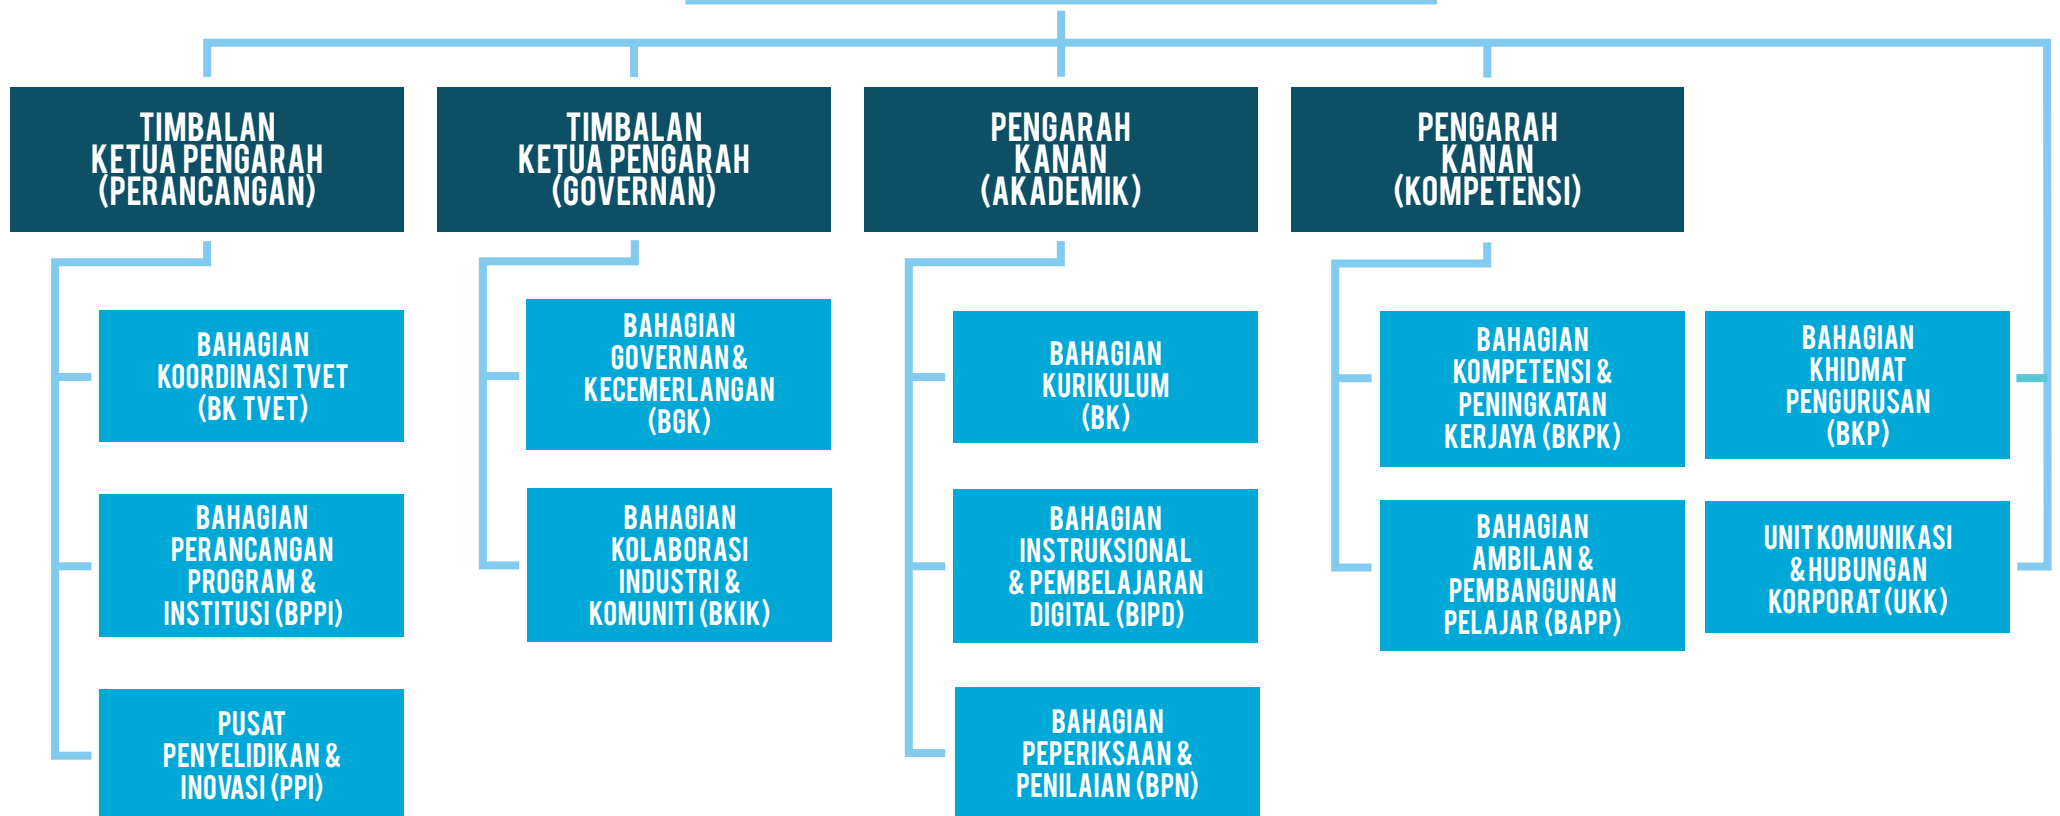 TIMBALAN
KETUA PENGARAH
(PERANCANGAN)
TIMBALAN
KETUA PENGARAH
(GOVERNAN)
PENGARAH
KANAN
(AKADEMIK)
PENGARAH
KANAN
(KOMPETENSI)
BAHAGIAN
KOORDINASI TVET
(BK TVET)
BAHAGIAN
PERANCANGAN
PROGRAM &
INSTITUSI (BPPI)
PUSAT
PENYELIDIKAN &
INOVASI (PPI)
BAHAGIAN
GOVERNAN &
KECEMERLANGAN
(BGK)
BAHAGIAN
KOLABORASI
INDUSTRI &
KOMUNITI (BKIK)
BAHAGIAN
KURIKULUM
(BK)
BAHAGIAN
INSTRUKSIONAL
& PEMBELAJARAN
DIGITAL (BIPD)
BAHAGIAN
PEPERIKSAAN &
PENILAIAN (BPN)
BAHAGIAN
KOMPETENSI &
PENINGKATAN
KERJAYA (BKPK)
BAHAGIAN
AMBILAN &
PEMBANGUNAN
PELAJAR (BAPP)
BAHAGIAN
KHIDMAT
PENGURUSAN
(BKP)
UNIT KOMUNIKASI
& HUBUNGAN
KORPORAT (UKK)